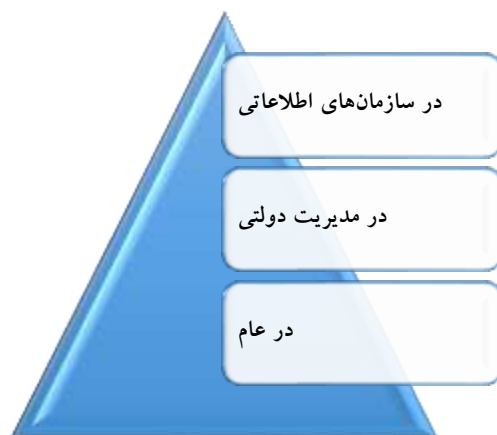 در سازمان‌های اطلاعاتی
در مدیریت دولتی
در عام